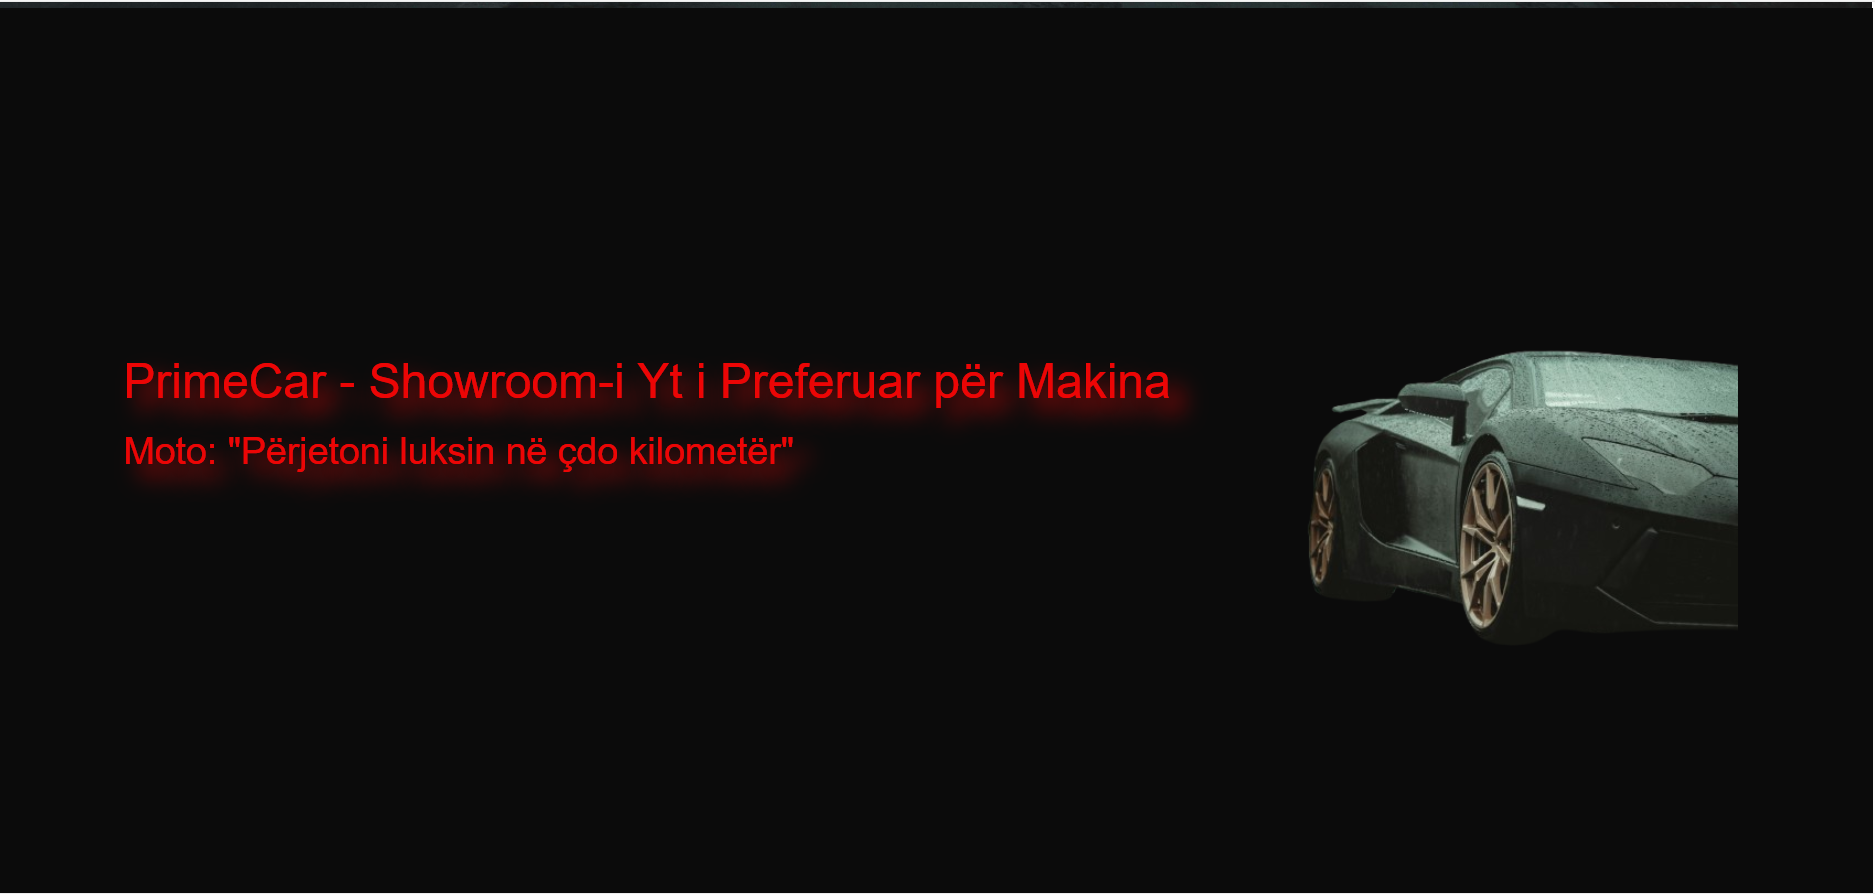 PrimeCar - Showroom-i Yt i Preferuar për Makina
Moto: "Përjetoni luksin në çdo kilometër"